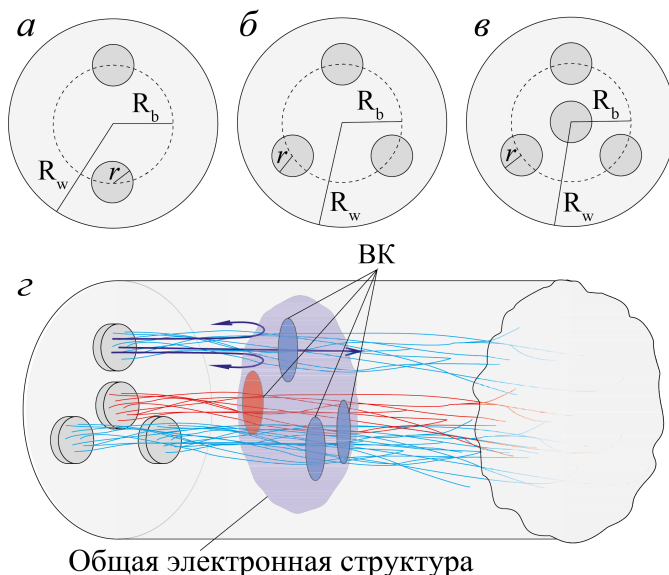 а
б
в
R_b
R_b
R_b
R_w
r
r
R_w
r
R_w
г
ВК
Общая электронная структура